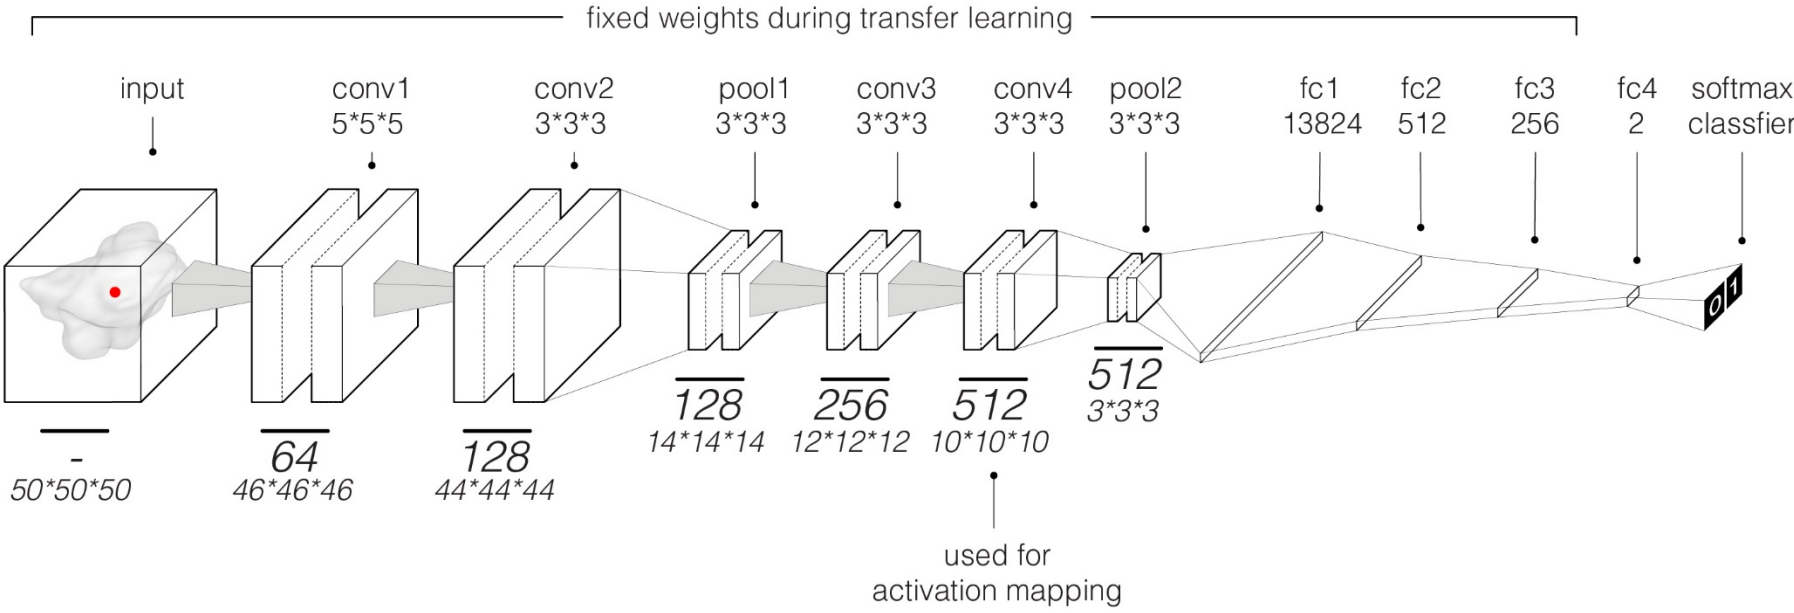 fixed weights during transfer learning
input conv1 conv2 pool1 conv3 conv4 pool2 fc1 fc2 fc3 fc4 softmax
5*5*5 3*3*3 3*3*3 3*3*3 3*3*3 3*3*3 13824 512 256 2 classfier
0 1
512
3*3*3
128 256 512
14*14*14 12*12*12 10*10*10
- 64 128
50*50*50 46*46*46 44*44*44
used for
activation mapping